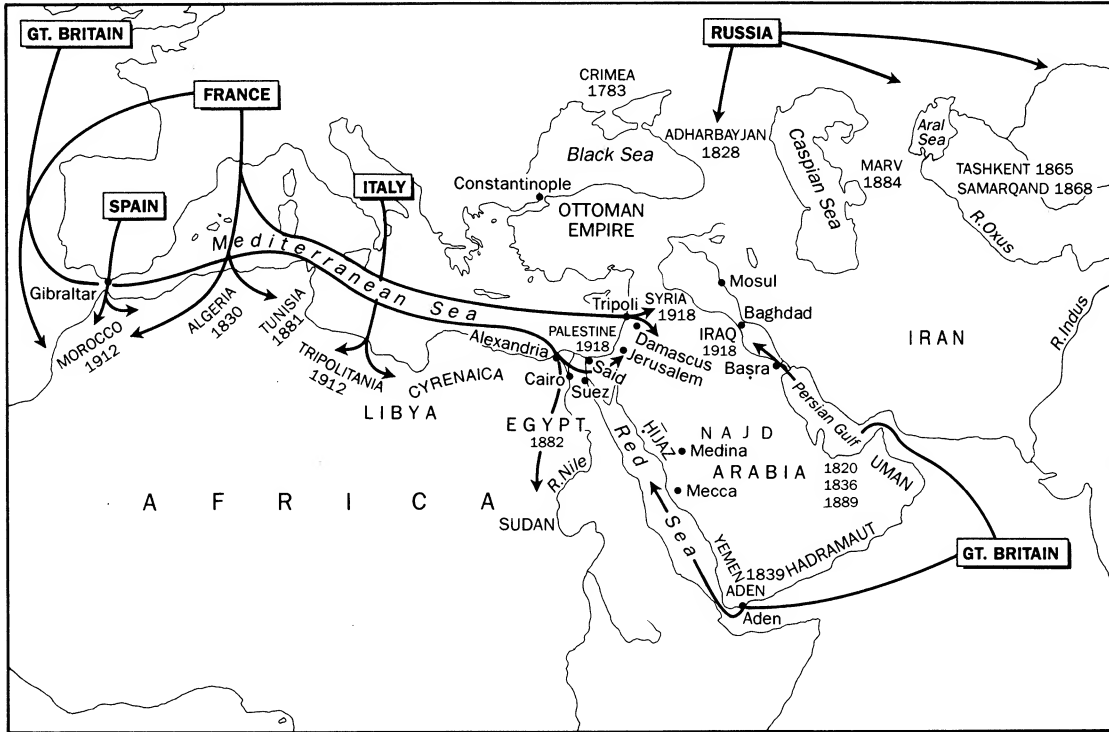 GT. BRITAIN
RUSSIA
FRANCE
CRIMEA
1783
Aral
Sea
ADHARBAYJAN
1828
Caspian Sea
Black Sea
MARV
1884
TASHKENT 1865
SAMARQAND 1868
ITALY
Constantinople
SPAIN
OTTOMAN
EMPIRE
R.Oxus
Mediterranean Sea
Mosul
Gibraltar
Tripoli
SYRIA
1918
Baghdad
R.Indus
ALGERIA
1830
TUNISIA
1881
MOROCCO
1912
PALESTINE
1918
IRAQ
1918
IRAN
Alexandria
Damascus
Said
Jerusalem
TRIPOLITANIA
1912
CYRENAICA
Cairo
Suez
Baṣra
LIBYA
Persian Gulf
EGYPT
1882
ḤĪJAZ
NAJD
Medina
Red Sea
ARABIA
UMAN
1820
1836
1889
R.Nile
Mecca
AFRICA
SUDAN
YEMEN
HADRAMAUT
1839
ADEN
Aden
GT. BRITAIN